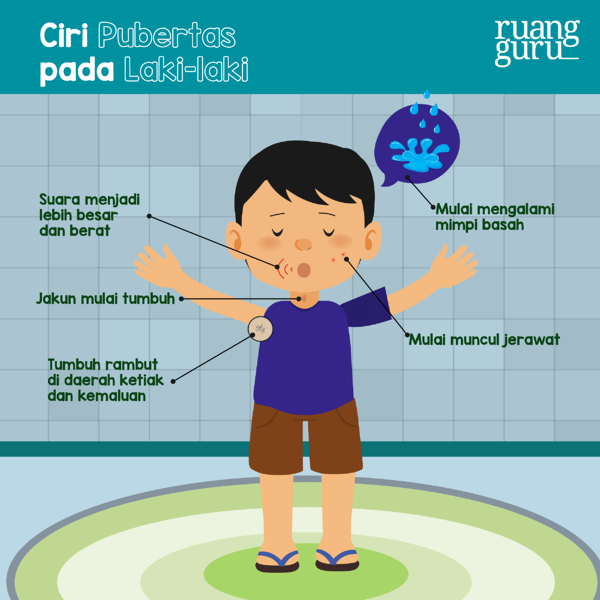 Ciri Pubertas
pada Laki-laki
ruang
guru
Suara menjadi
lebih besar
dan berat
Mulai mengalami
mimpi basah
Jakun mulai tumbuh
Mulai muncul jerawat
Tumbuh rambut
di daerah ketiak
dan kemaluan